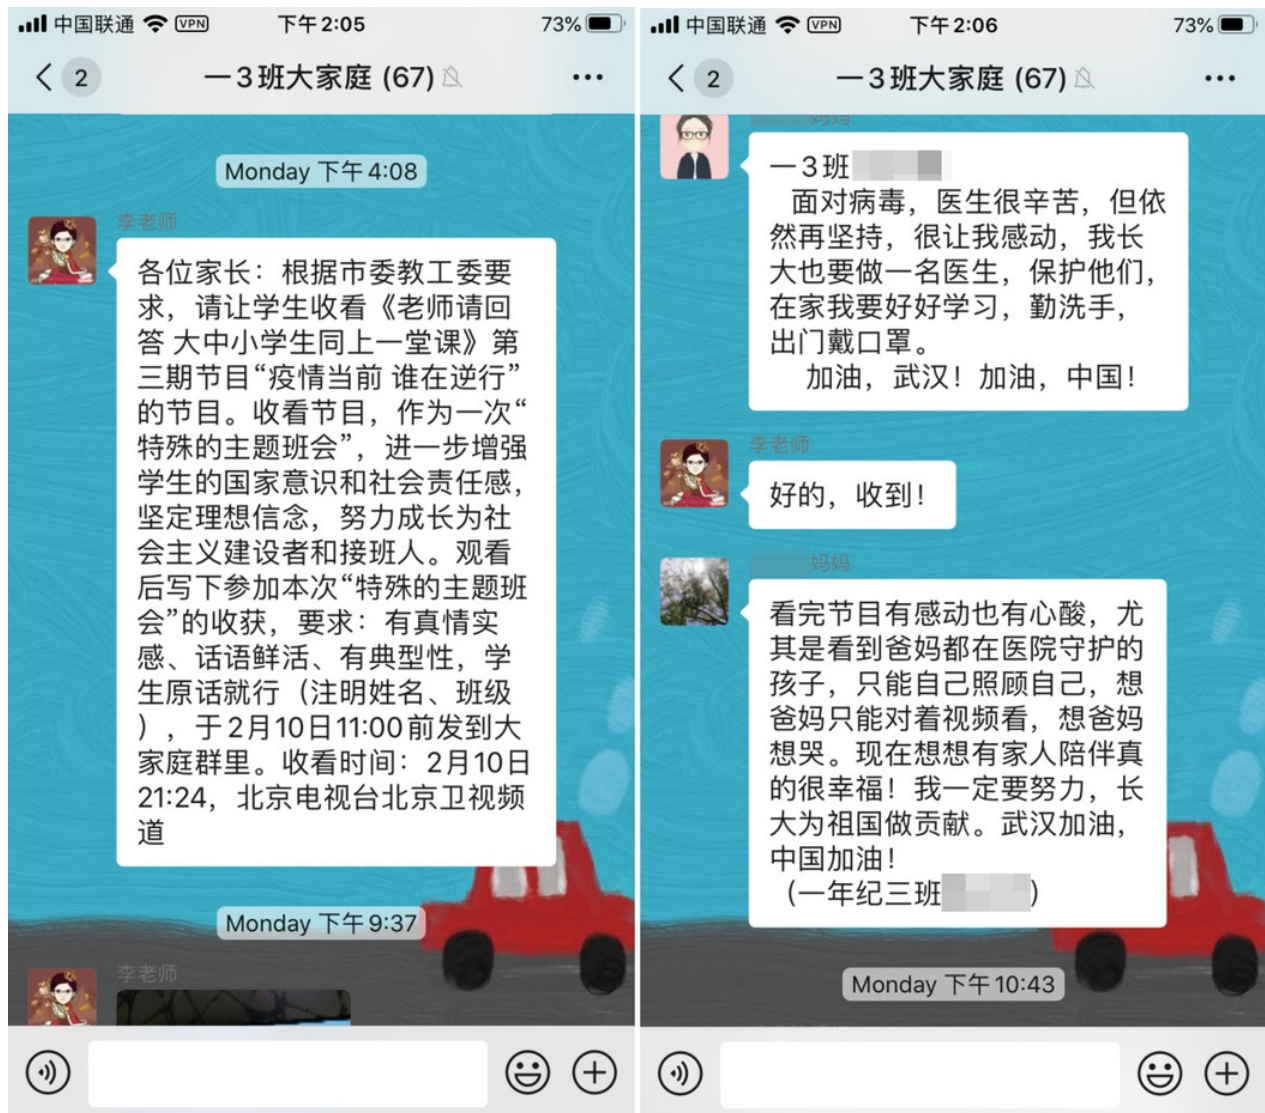 中国联通 VPN 下午2:05 73%
2 一3班大家庭 (67)
Monday 下午4:08
李老师
各位家长：根据市委教工委要
求，请让学生收看《老师请回
答 大中小学生同上一堂课》第
三期节目“疫情当前 谁在逆行”
的节目。收看节目，作为一次“
特殊的主题班会”，进一步增强
学生的国家意识和社会责任感，
坚定理想信念，努力成长为社
会主义建设者和接班人。观看
后写下参加本次“特殊的主题班
会”的收获，要求：有真情实
感、话语鲜活、有典型性，学
生原话就行（注明姓名、班级
），于2月10日11:00前发到大
家庭群里。收看时间：2月10日
21:24，北京电视台北京卫视频
道
Monday 下午9:37
李老师
中国联通 VPN 下午2:06 73%
2 一3班大家庭 (67)
妈妈
一3班
面对病毒，医生很辛苦，但依
然再坚持，很让我感动，我长
大也要做一名医生，保护他们，
在家我要好好学习，勤洗手，
出门戴口罩。
加油，武汉！加油，中国！
李老师
好的，收到！
妈妈
看完节目有感动也有心酸，尤
其是看到爸妈都在医院守护的
孩子，只能自己照顾自己，想
爸妈只能对着视频看，想爸妈
想哭。现在想想有家人陪伴真
的很幸福！我一定要努力，长
大为祖国做贡献。武汉加油，
中国加油！
（一年纪三班）
Monday 下午10:43